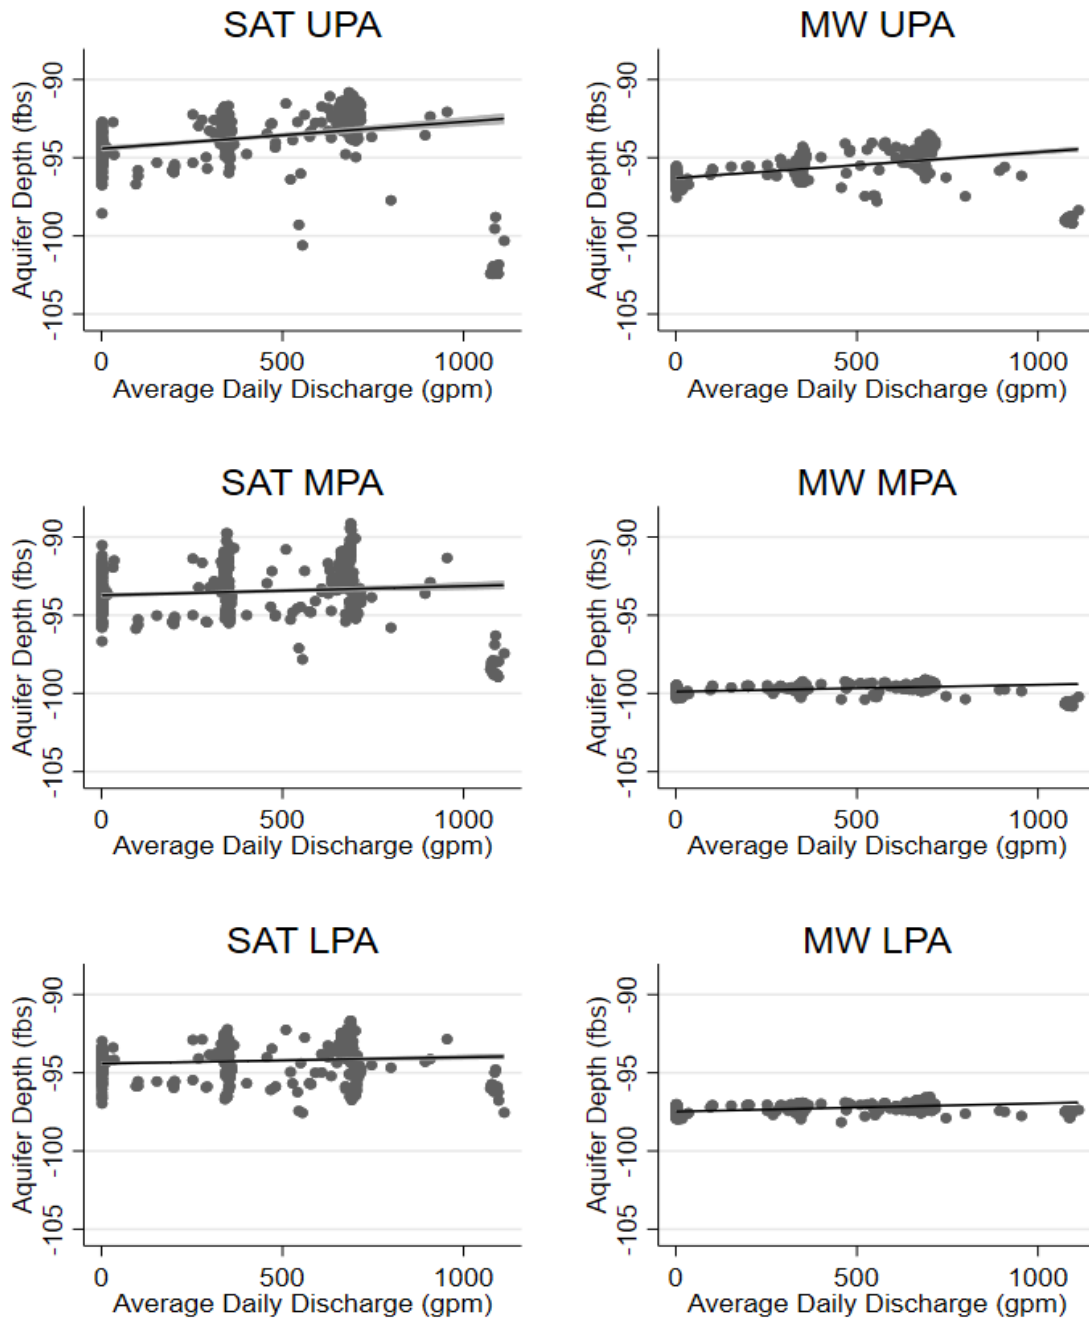 SAT UPA
Aquifer Depth (fbs)
-90
-95
-100
-105
0 500 1000
Average Daily Discharge (gpm)
MW UPA
Aquifer Depth (fbs)
-90
-95
-100
-105
0 500 1000
Average Daily Discharge (gpm)
SAT MPA
Aquifer Depth (fbs)
-90
-95
-100
-105
0 500 1000
Average Daily Discharge (gpm)
MW MPA
Aquifer Depth (fbs)
-90
-95
-100
-105
0 500 1000
Average Daily Discharge (gpm)
SAT LPA
Aquifer Depth (fbs)
-90
-95
-100
-105
0 500 1000
Average Daily Discharge (gpm)
MW LPA
Aquifer Depth (fbs)
-90
-95
-100
-105
0 500 1000
Average Daily Discharge (gpm)